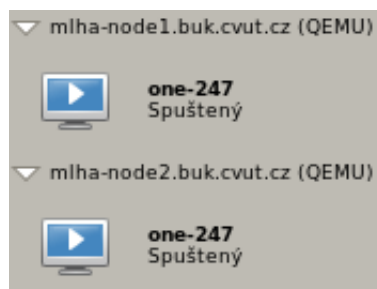 mlha-node1.buk.cvut.cz (QEMU)
one-247
Spuštený
mlha-node2.buk.cvut.cz (QEMU)
one-247
Spuštený